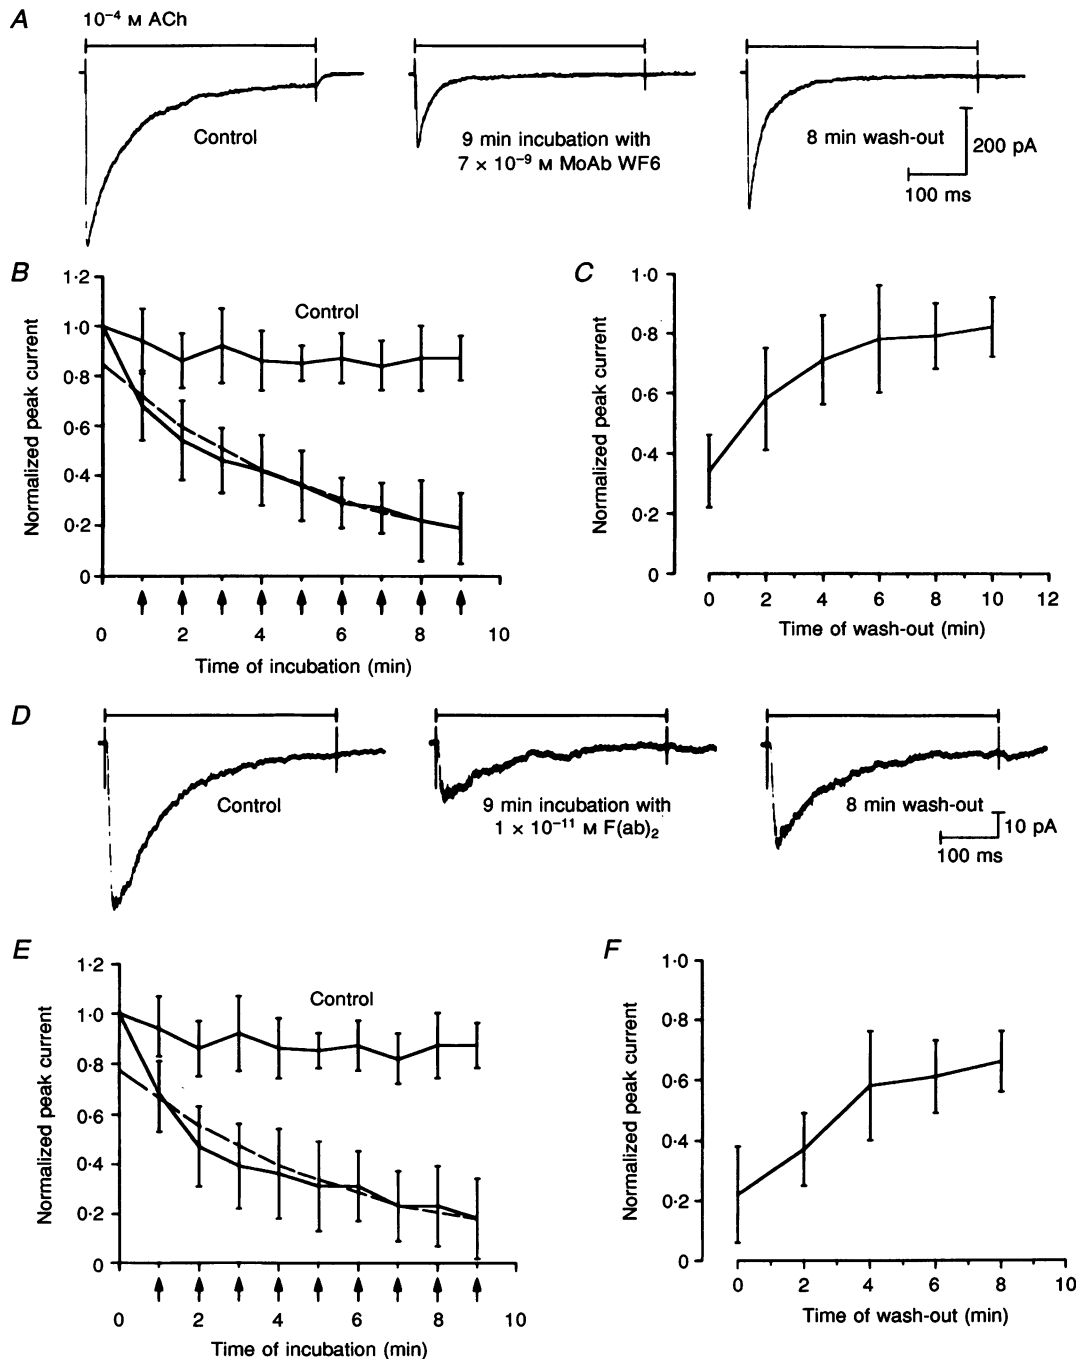 A
10⁻⁴ M ACh
Control
9 min incubation with
7 × 10⁻⁹ M MoAb WF6
8 min wash-out
200 pA
100 ms
B
Normalized peak current
1·2
1·0
0·8
0·6
0·4
0·2
0
Control
0 2 4 6 8 10
Time of incubation (min)
C
Normalized peak current
1·0
0·8
0·6
0·4
0·2
0
0 2 4 6 8 10 12
Time of wash-out (min)
D
Control
9 min incubation with
1 × 10⁻¹¹ M F(ab)₂
8 min wash-out
10 pA
100 ms
E
Normalized peak current
1·2
1·0
0·8
0·6
0·4
0·2
0
Control
0 2 4 6 8 10
Time of incubation (min)
F
Normalized peak current
1·0
0·8
0·6
0·4
0·2
0
0 2 4 6 8 10
Time of wash-out (min)